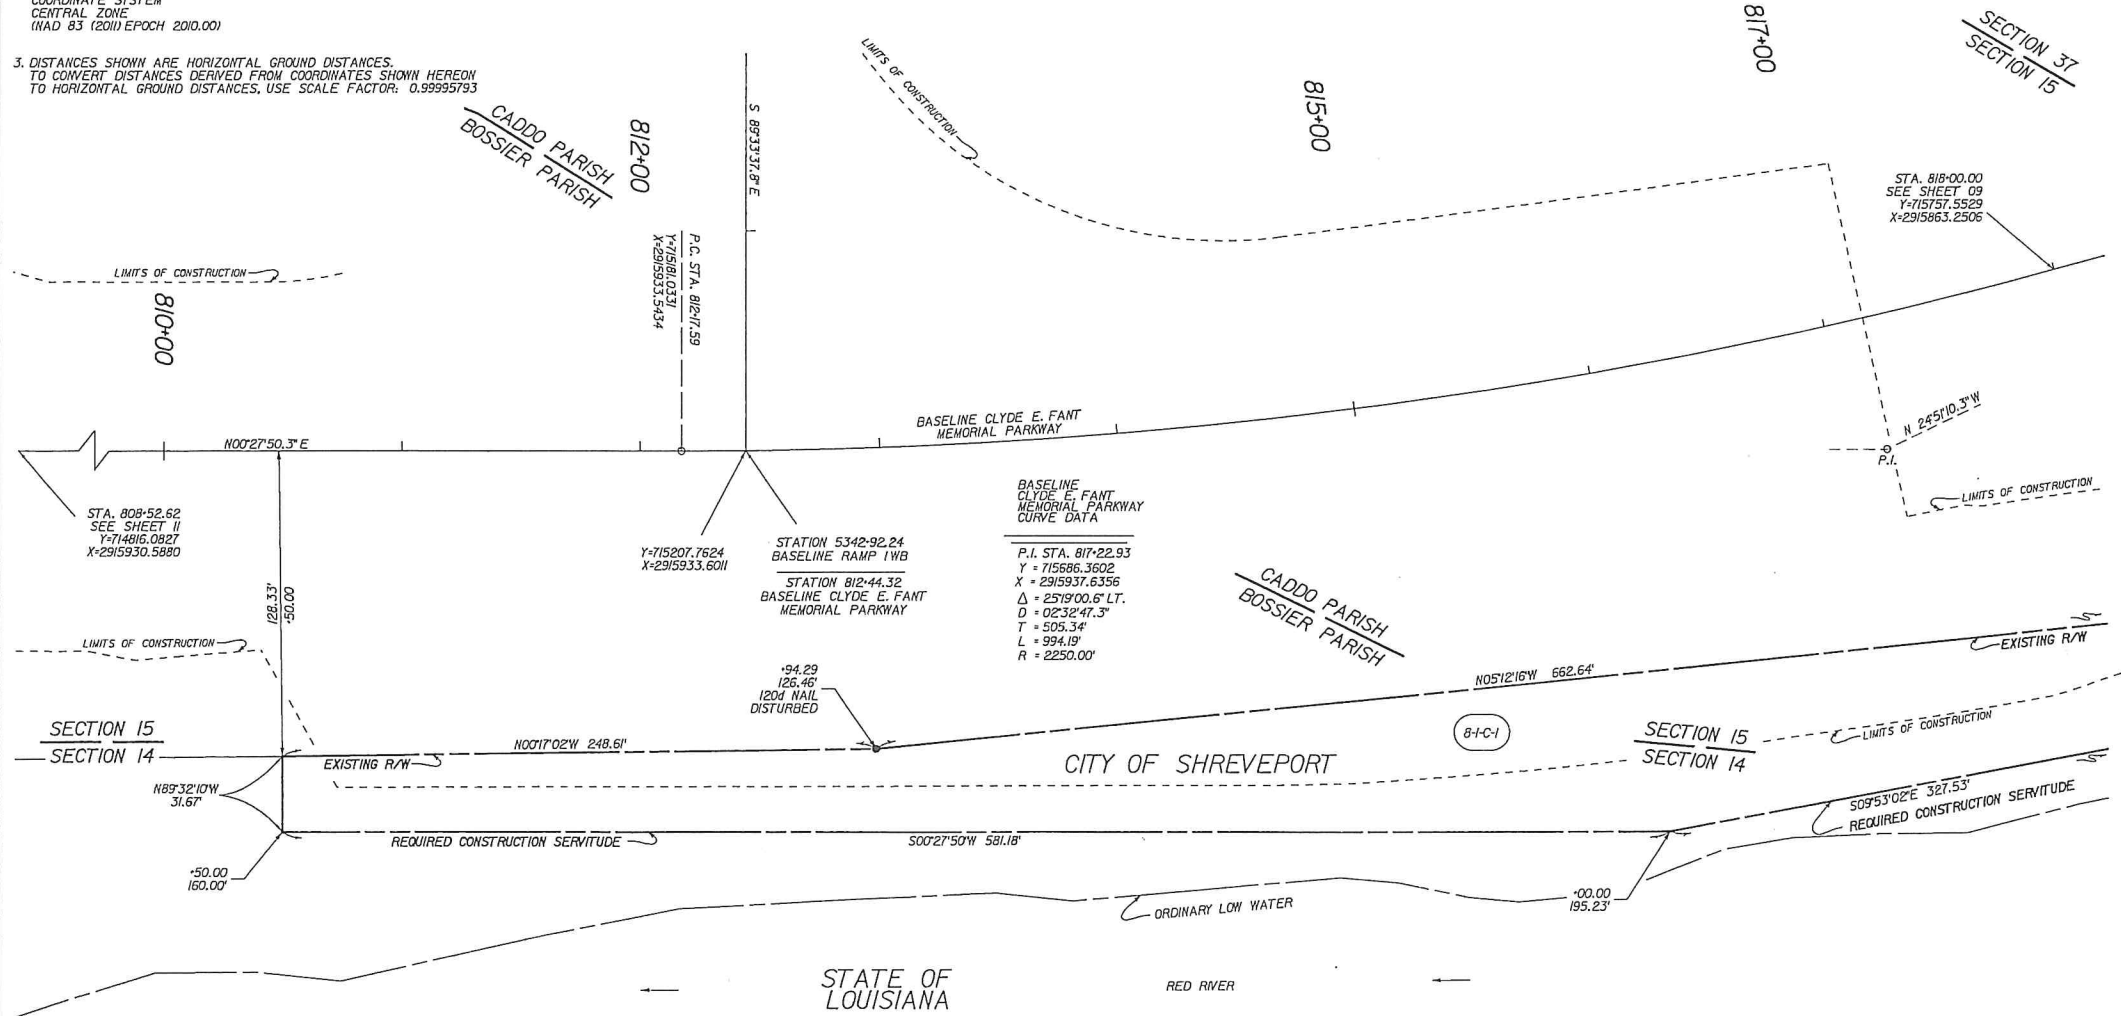 COORDINATE SYSTEM
CENTRAL ZONE
(NAD 83 (2011) EPOCH 2010.00)
3. DISTANCES SHOWN ARE HORIZONTAL GROUND DISTANCES.
TO CONVERT DISTANCES DERIVED FROM COORDINATES SHOWN HEREON
TO HORIZONTAL GROUND DISTANCES, USE SCALE FACTOR: 0.99995793
CADDO PARISH
BOSSIER PARISH
812+00
S 89°33'37.8" E
LIMITS OF CONSTRUCTION
815+00
817+00
SECTION 37
SECTION 15
STA. 818+00.00
SEE SHEET 09
Y=715757.5529
X=2915863.2506
P.C. STA. 812+17.59
Y=715181.0331
X=2915933.5434
LIMITS OF CONSTRUCTION
810+00
N00°27'50.3" E
BASELINE CLYDE E. FANT
MEMORIAL PARKWAY
N 24°51'10.3" W
P.I.
LIMITS OF CONSTRUCTION
STA. 808+52.62
SEE SHEET 11
Y=714816.0827
X=2915930.5880
128.33'
+50.00
Y=715207.7624
X=2915933.6011
STATION 5342+92.24
BASELINE RAMP 1WB
STATION 812+44.32
BASELINE CLYDE E. FANT
MEMORIAL PARKWAY
BASELINE
CLYDE E. FANT
MEMORIAL PARKWAY
CURVE DATA
P.I. STA. 817+22.93
Y = 715686.3602
X = 2915937.6356
Δ = 25°19'00.6" LT.
D = 02°32'47.3"
T = 505.34'
L = 994.19'
R = 2250.00'
CADDO PARISH
BOSSIER PARISH
LIMITS OF CONSTRUCTION
EXISTING R/W
+94.29
126.46'
120d NAIL
DISTURBED
N05°12'16"W 662.64'
SECTION 15
SECTION 14
N00°17'02"W 248.61'
EXISTING R/W
CITY OF SHREVEPORT
8-1-C-1
SECTION 15
SECTION 14
LIMITS OF CONSTRUCTION
N89°32'10"W
31.67'
S09°53'02"E 327.53'
REQUIRED CONSTRUCTION SERVITUDE
REQUIRED CONSTRUCTION SERVITUDE
S00°27'50"W 581.18'
+50.00
160.00'
+00.00
195.23'
ORDINARY LOW WATER
STATE OF
LOUISIANA
RED RIVER